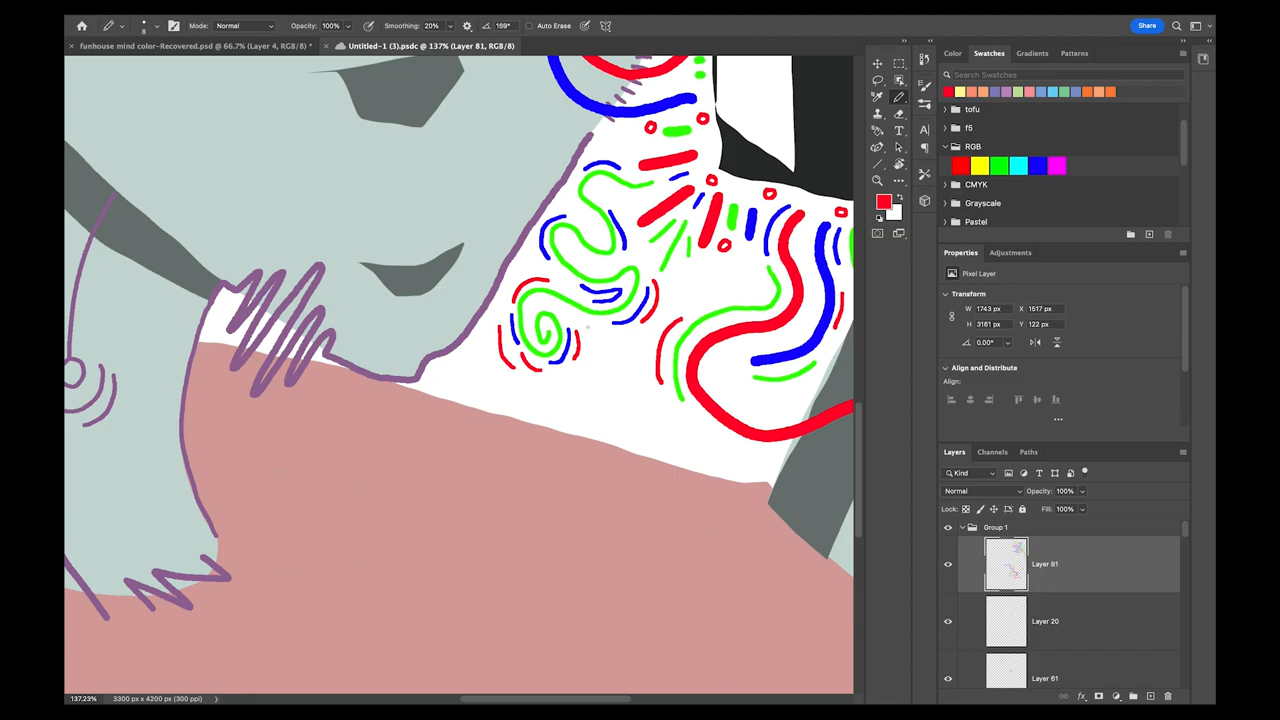 8 Mode: Normal Opacity: 100% Smoothing: 20% 169° Auto Erase Share
× funhouse mind color-Recovered.psd @ 66.7% (Layer 4, RGB/8) * × Untitled-1 (3).psdc @ 137% (Layer 81, RGB/8)
Color Swatches Gradients Patterns
Search Swatches
tofu
f5
RGB
CMYK
Grayscale
Pastel
Properties Adjustments
Pixel Layer
Transform
W 1743 px X 1517 px
H 3161 px Y 122 px
0.00°
Align and Distribute
Align:
Layers Channels Paths
Kind
Normal Opacity: 100%
Lock: Fill: 100%
Group 1
Layer 81
Layer 20
Layer 61
137.23% 3300 px x 4200 px (300 ppi)